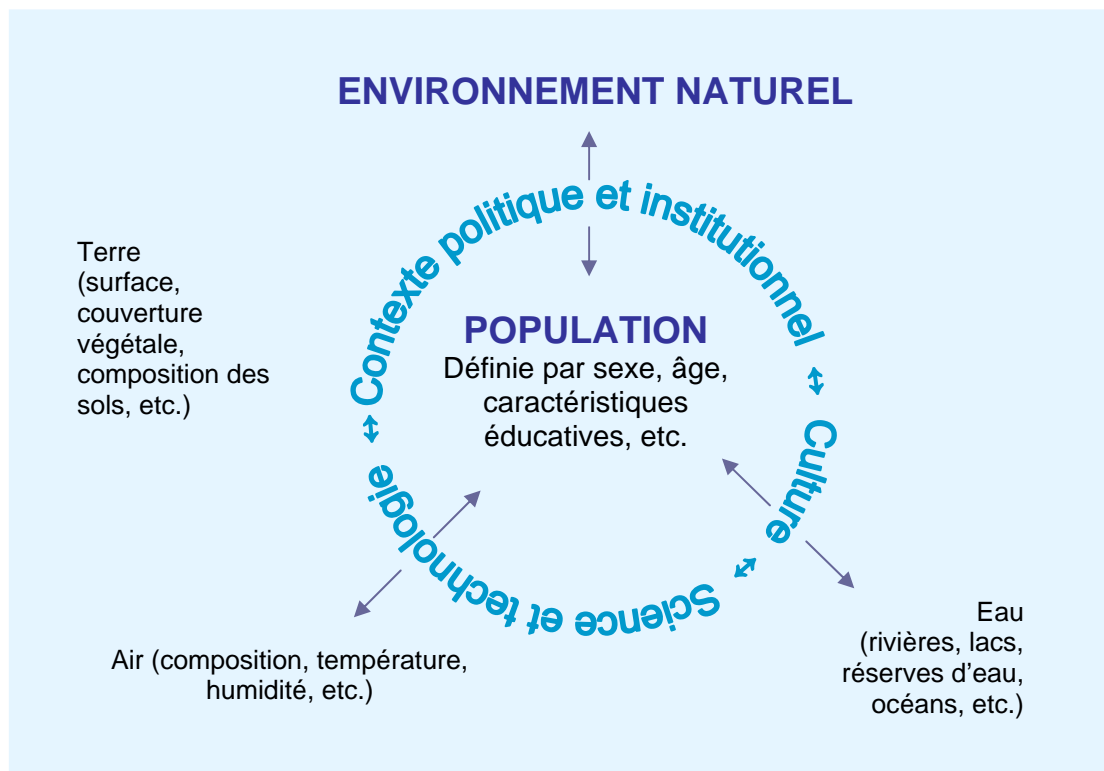 ENVIRONNEMENT NATUREL
Contexte politique et institutionnel
Terre
(surface,
couverture
végétale,
composition des
sols, etc.)
POPULATION
Définie par sexe, âge,
caractéristiques
éducatives, etc.
Culture
Science et technologie
Eau
(rivières, lacs,
réserves d'eau,
océans, etc.)
Air (composition, température,
humidité, etc.)